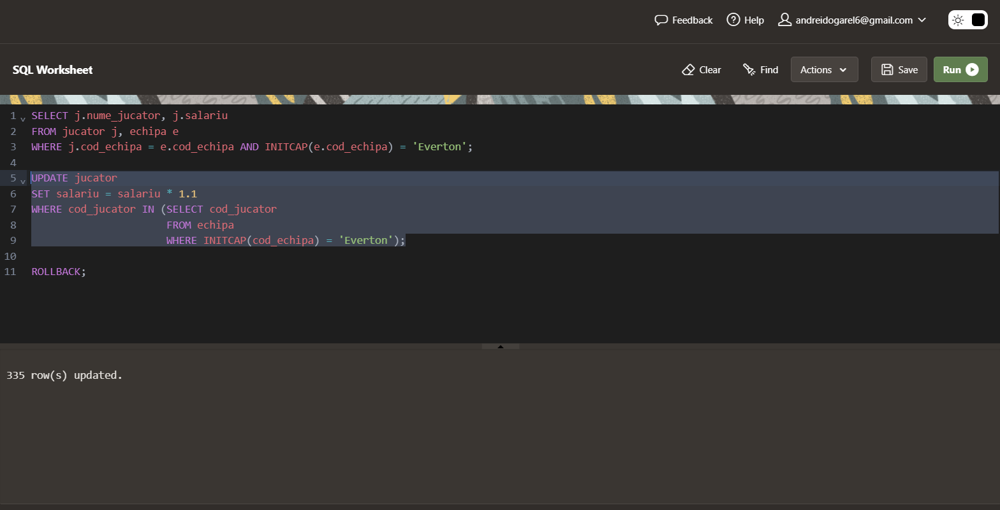 Feedback Help andreidogarel6@gmail.com
SQL Worksheet Clear Find Actions Save Run
1 SELECT j.nume_jucator, j.salariu
2 FROM jucator j, echipa e
3 WHERE j.cod_echipa = e.cod_echipa AND INITCAP(e.cod_echipa) = 'Everton';
4
5 UPDATE jucator
6 SET salariu = salariu * 1.1
7 WHERE cod_jucator IN (SELECT cod_jucator
8 FROM echipa
9 WHERE INITCAP(cod_echipa) = 'Everton');
10
11 ROLLBACK;
335 row(s) updated.